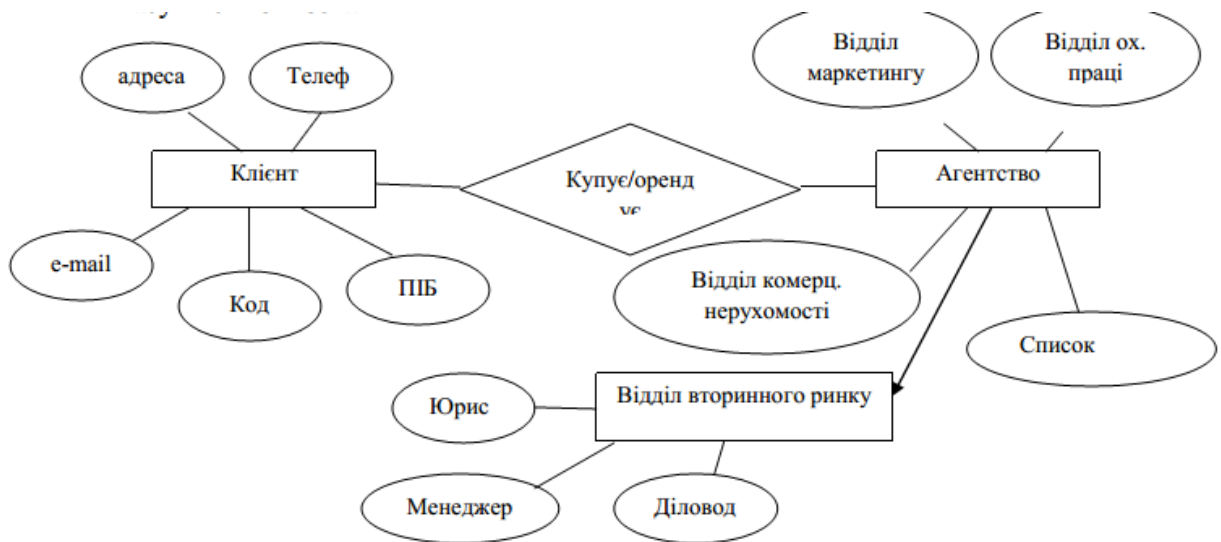 Відділ
маркетингу
Відділ ох.
праці
адреса
Телеф
Клієнт
Купує/оренд
ує
Агентство
e-mail
Код
ПІБ
Відділ комерц.
нерухомості
Список
Юрис
Відділ вторинного ринку
Менеджер
Діловод